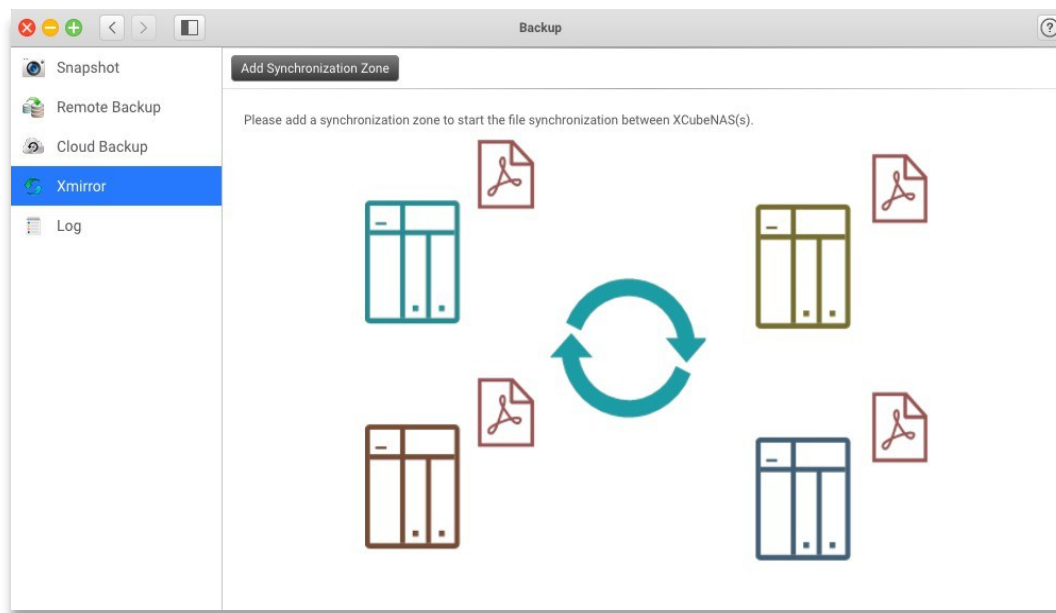 Backup
Snapshot
Add Synchronization Zone
Remote Backup
Please add a synchronization zone to start the file synchronization between XCubeNAS(s).
Cloud Backup
Xmirror
Log